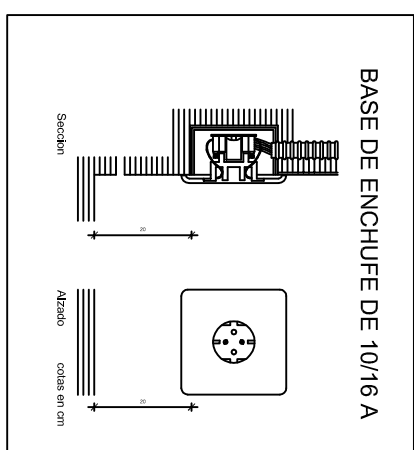 BASE DE ENCHUFE DE 10/16 A
20
Seccion
20
Alzado
cotas en cm